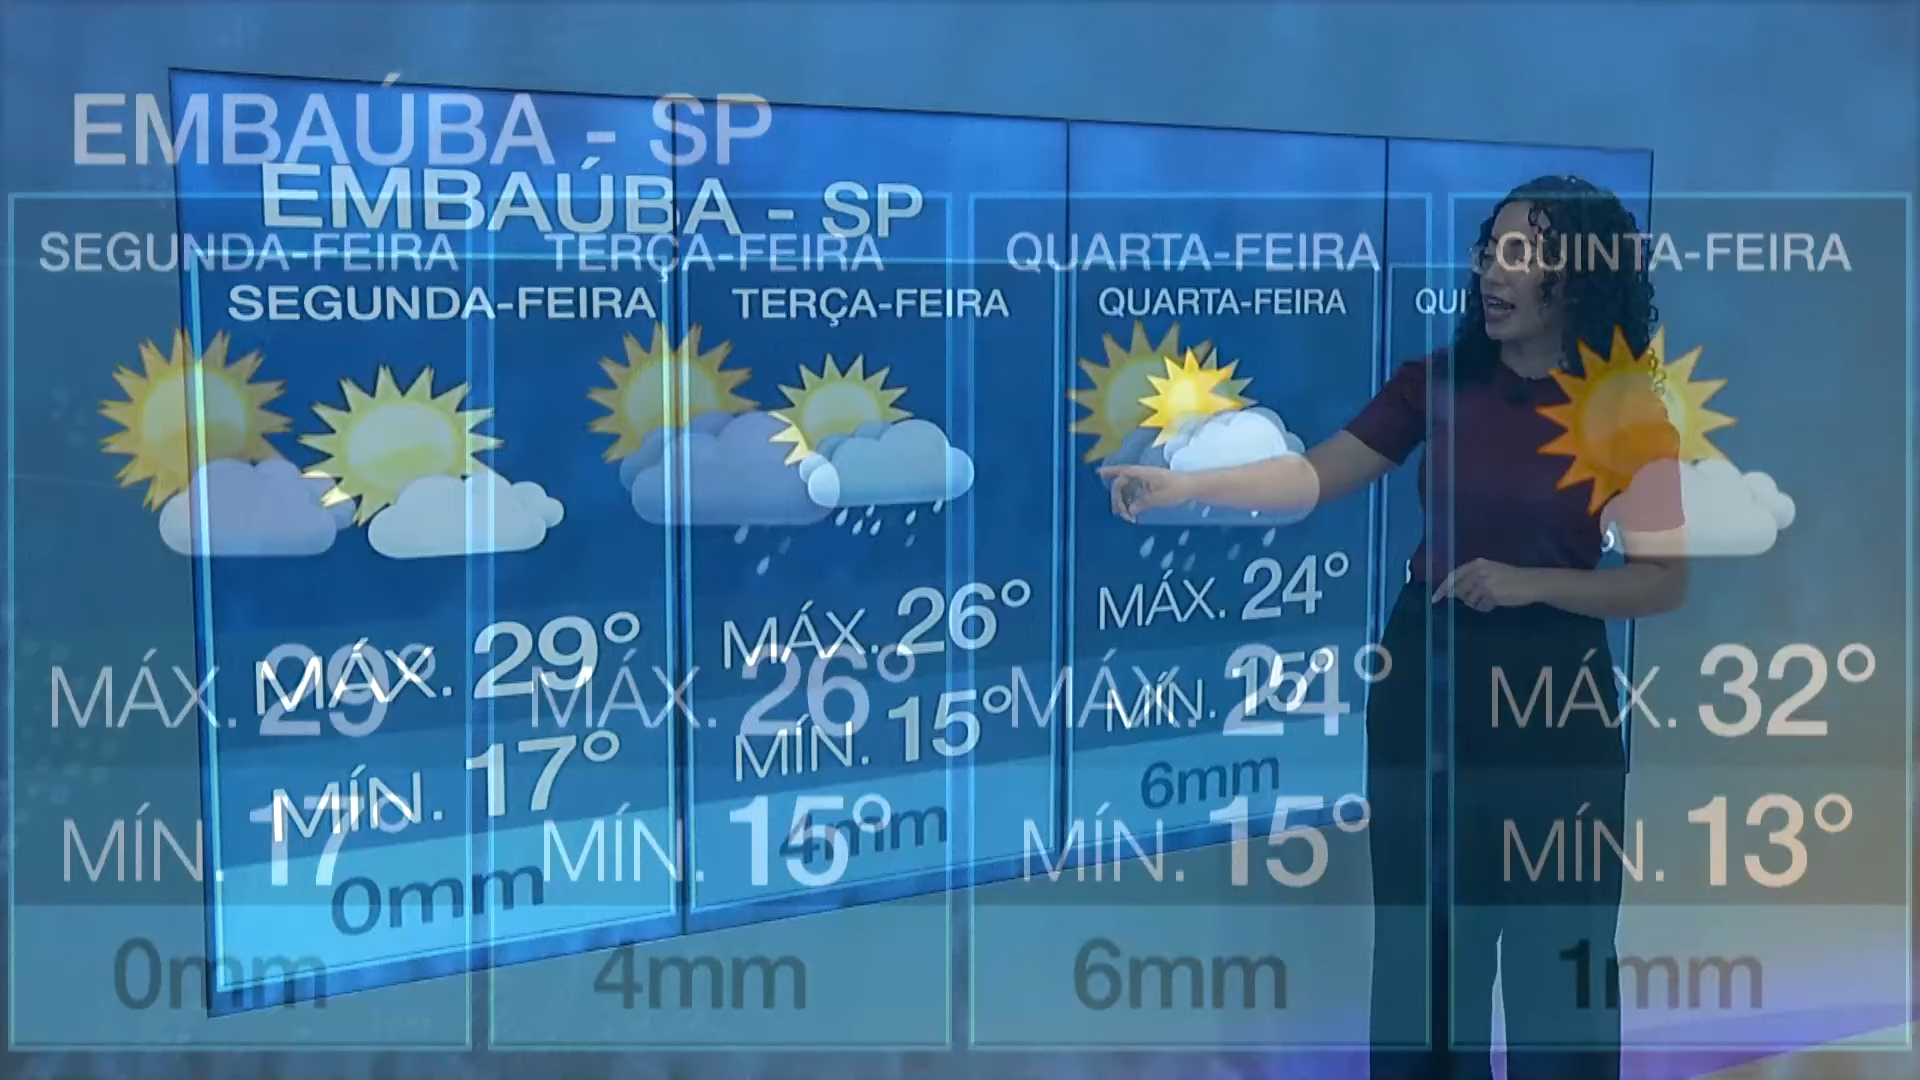 EMBAÚBA - SP
SEGUNDA-FEIRA
MÁX. 29°
MÍN. 17°
0mm
TERÇA-FEIRA
MÁX. 26°
MÍN. 15°
4mm
QUARTA-FEIRA
MÁX. 24°
MÍN. 15°
6mm
QUINTA-FEIRA
MÁX. 32°
MÍN. 13°
1mm
EMBAÚBA - SP
SEGUNDA-FEIRA
MÁX. 29°
MÍN. 17°
0mm
TERÇA-FEIRA
MÁX. 26°
MÍN. 15°
4mm
QUARTA-FEIRA
MÁX. 24°
MÍN. 15°
6mm
QUI